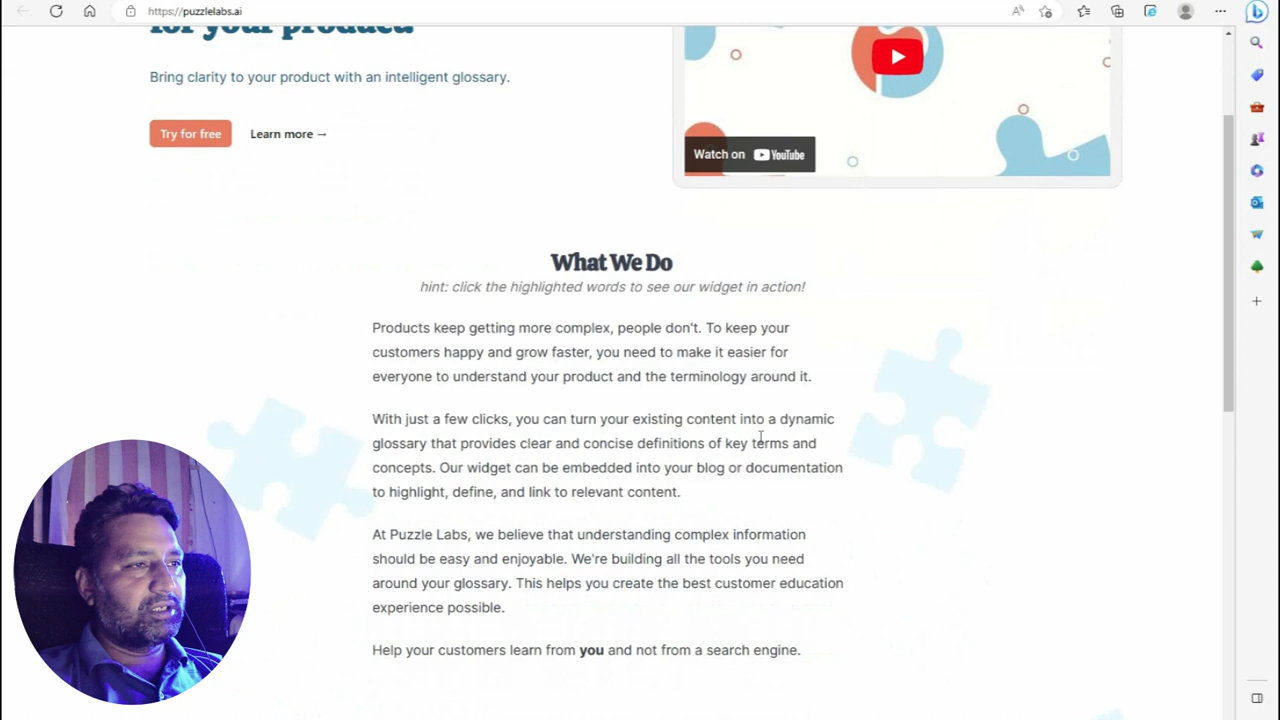 https://puzzlelabs.ai
for your product
Bring clarity to your product with an intelligent glossary.
Try for free
Learn more →
Watch on YouTube
What We Do
hint: click the highlighted words to see our widget in action!
Products keep getting more complex, people don't. To keep your
customers happy and grow faster, you need to make it easier for
everyone to understand your product and the terminology around it.
With just a few clicks, you can turn your existing content into a dynamic
glossary that provides clear and concise definitions of key terms and
concepts. Our widget can be embedded into your blog or documentation
to highlight, define, and link to relevant content.
At Puzzle Labs, we believe that understanding complex information
should be easy and enjoyable. We're building all the tools you need
around your glossary. This helps you create the best customer education
experience possible.
Help your customers learn from you and not from a search engine.